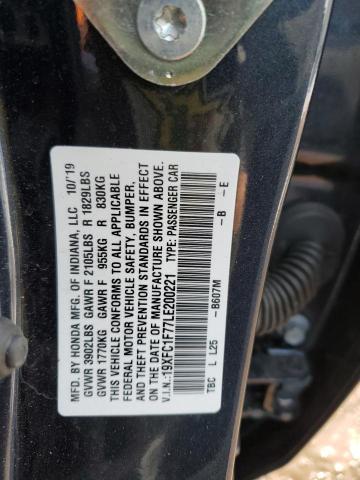 MFD. BY HONDA MFG. OF INDIANA, LLC 10/19
GVWR 3902LBS GAWR F 2105LBS R 1829LBS
GVWR 1770KG GAWR F 955KG R 830KG
THIS VEHICLE CONFORMS TO ALL APPLICABLE
FEDERAL MOTOR VEHICLE SAFETY, BUMPER,
AND THEFT PREVENTION STANDARDS IN EFFECT
ON THE DATE OF MANUFACTURE SHOWN ABOVE.
V.I.N.:19XFC1F77LE200221 TYPE: PASSENGER CAR
-B607M -B -E
TBC L L25